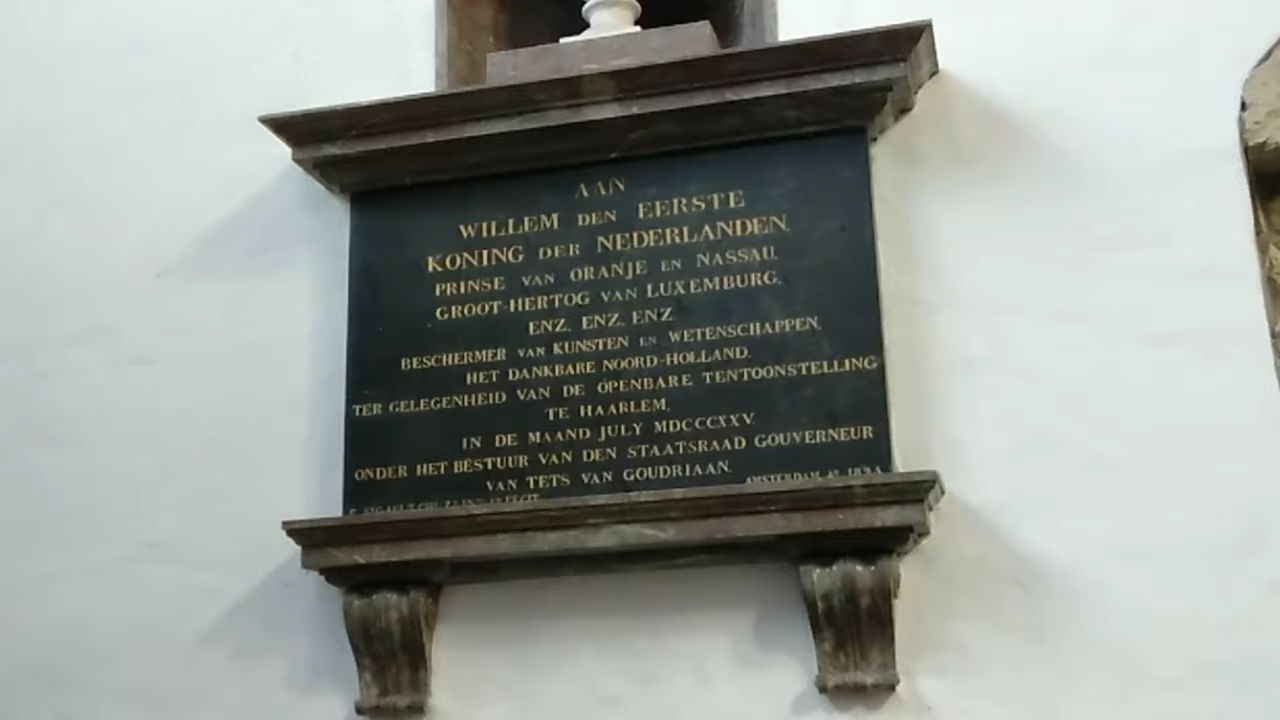 AAN
WILLEM DEN EERSTE
KONING DER NEDERLANDEN,
PRINSE VAN ORANJE EN NASSAU,
GROOT-HERTOG VAN LUXEMBURG,
ENZ. ENZ. ENZ
BESCHERMER VAN KUNSTEN EN WETENSCHAPPEN,
HET DANKBARE NOORD-HOLLAND.
TER GELEGENHEID VAN DE OPENBARE TENTOONSTELLING
TE HAARLEM,
IN DE MAAND JULY MDCCCXXV.
ONDER HET BESTUUR VAN DEN STAATSRAAD GOUVERNEUR
VAN TETS VAN GOUDRIAAN.
AMSTERDAM